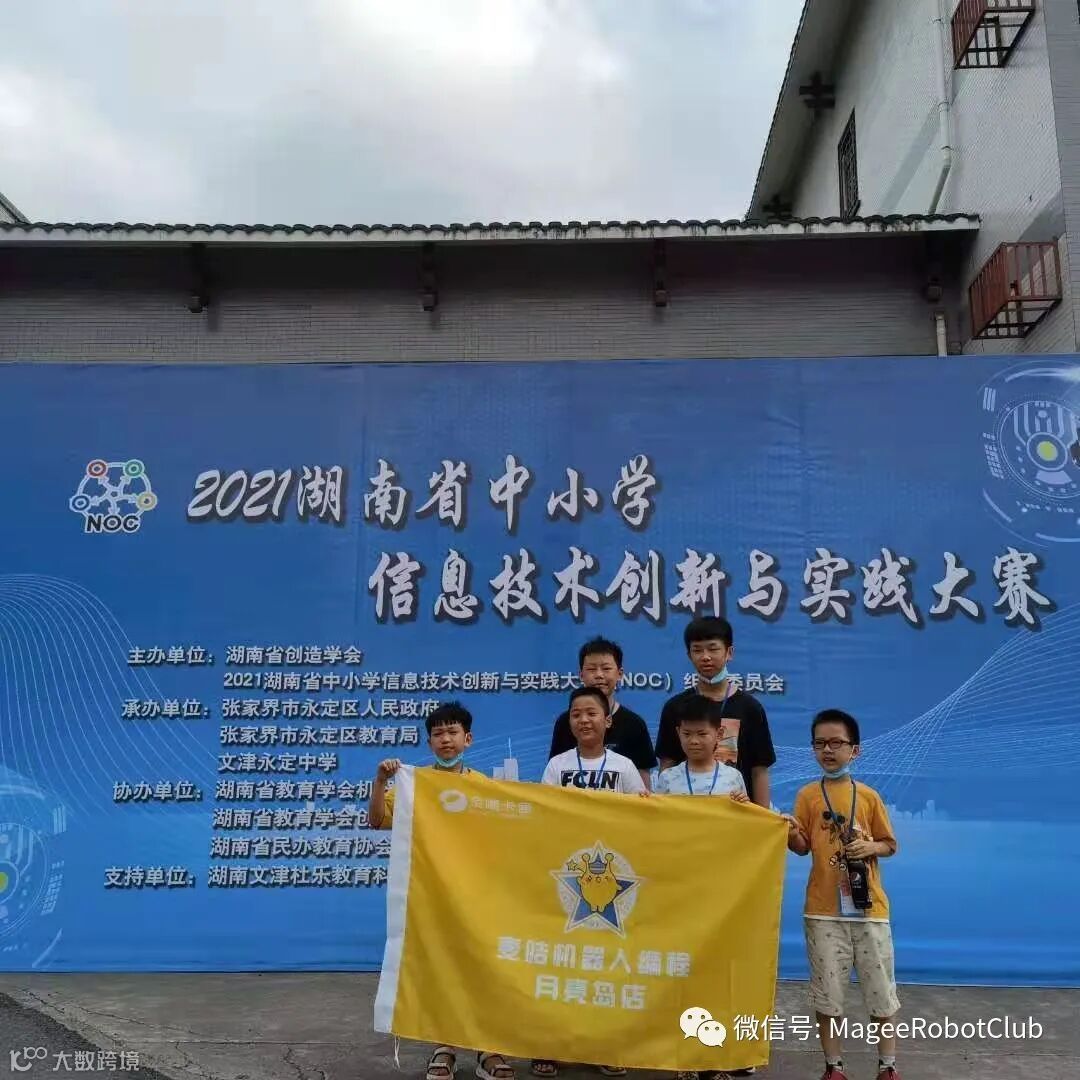 NOC
2021湖南省中小学
信息技术创新与实践大赛
主办单位：湖南省创造学会
2021湖南省中小学信息技术创新与实践大 NOC）组 委员会
承办单位：张家界市永定区人民政府
张家界市永定区教育局
文津永定中学
协办单位：湖南省教育学会机
湖南省教育学会创
湖南省民办教育协会
支持单位：湖南文津杜乐教育科
FCLN
麦皓机器人编程
月亮岛店
微信号: MageeRobotClub
大数跨境